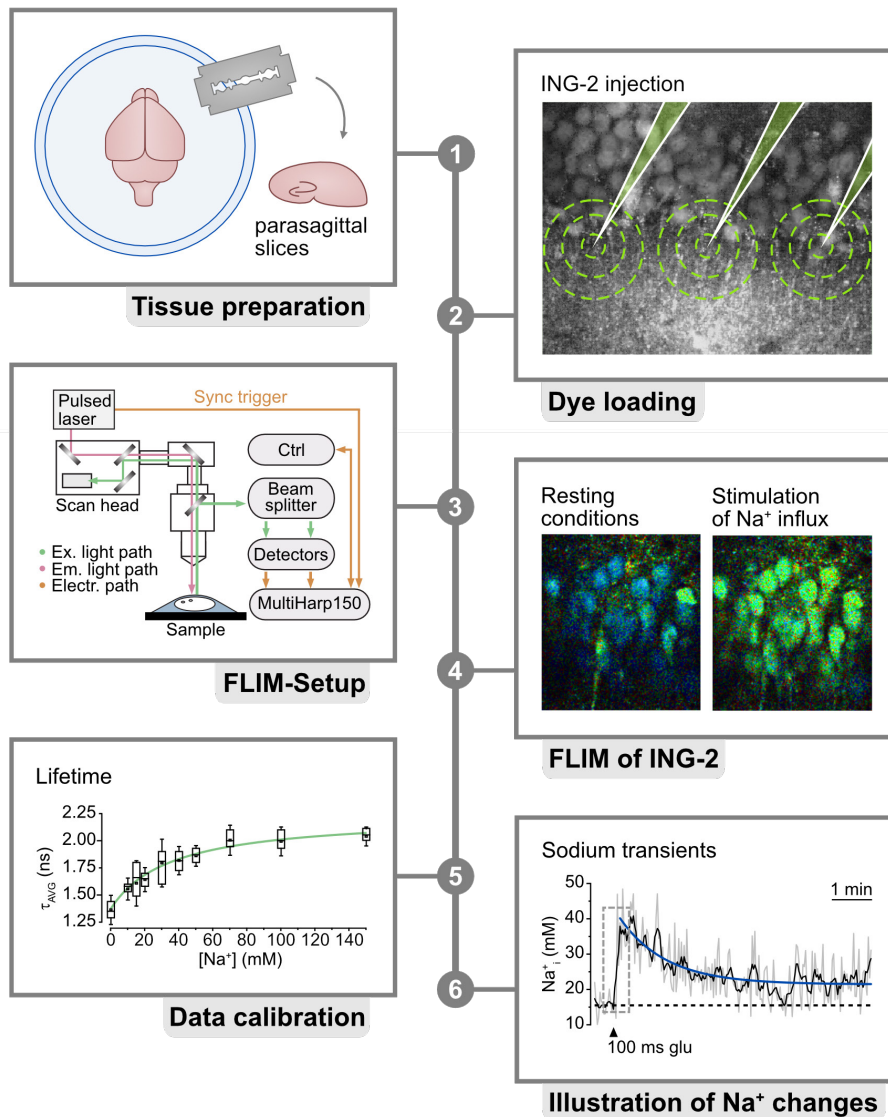 parasagittal
slices
Tissue preparation
1
ING-2 injection
Dye loading
2
Pulsed
laser
Sync trigger
Scan head
Ctrl
Beam
splitter
Detectors
MultiHarp150
Ex. light path
Em. light path
Electr. path
Sample
FLIM-Setup
3
Resting
conditions
Stimulation
of Na⁺ influx
FLIM of ING-2
4
Lifetime
τAVG (ns)
2.25
2.00
1.75
1.50
1.25
0 20 40 60 80 100 120 140
[Na⁺] (mM)
Data calibration
5
Sodium transients
1 min
Na⁺i (mM)
50
40
30
20
10
100 ms glu
Illustration of Na⁺ changes
6